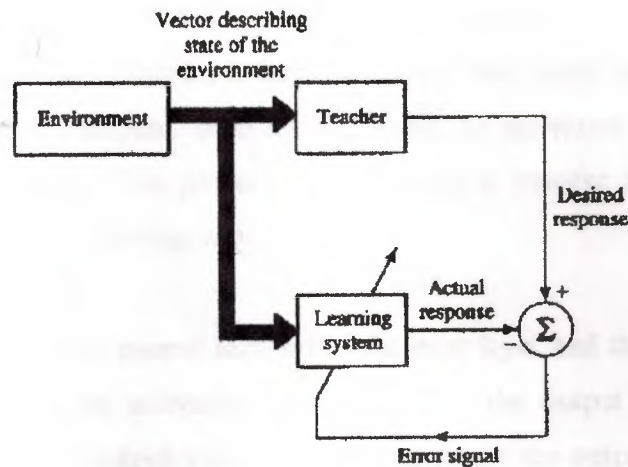 Vector describing
state of the
environment
Environment
Teacher
Desired
response
+
Learning
system
Actual
response
−
Σ
Error signal